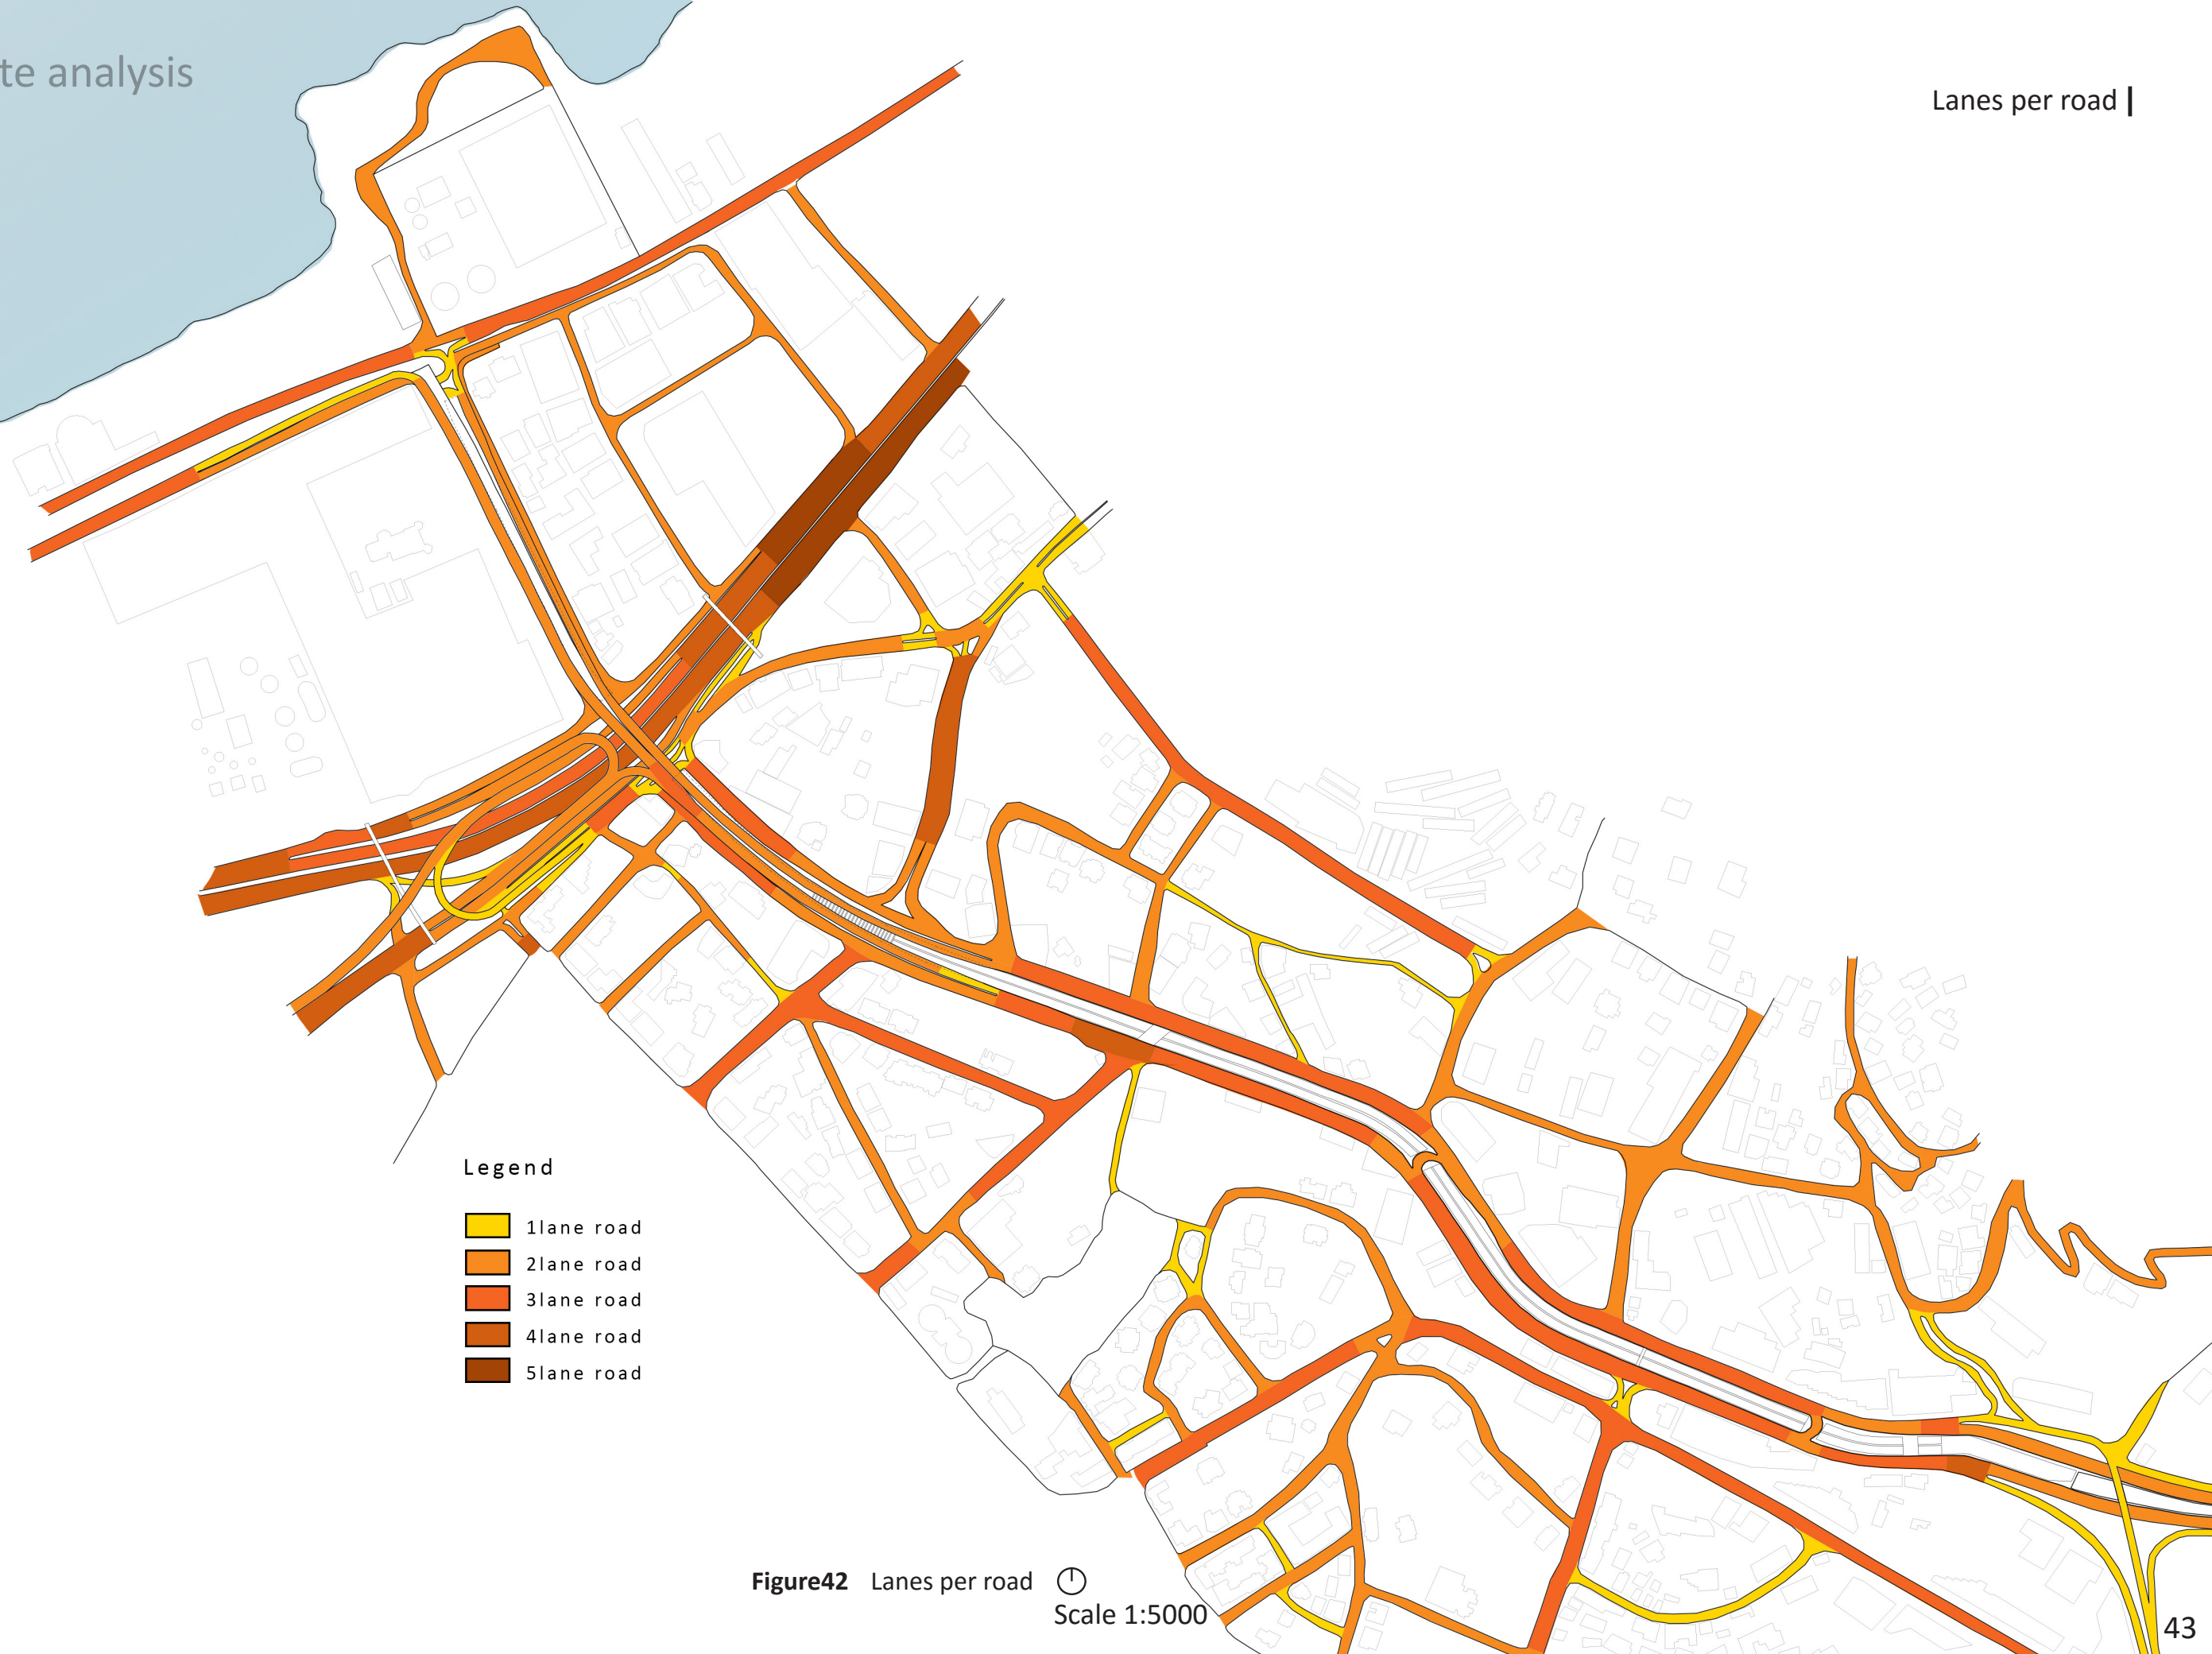 te analysis
Lanes per road |
Legend
1lane road
2lane road
3lane road
4lane road
5lane road
Figure42 Lanes per road
Scale 1:5000
43